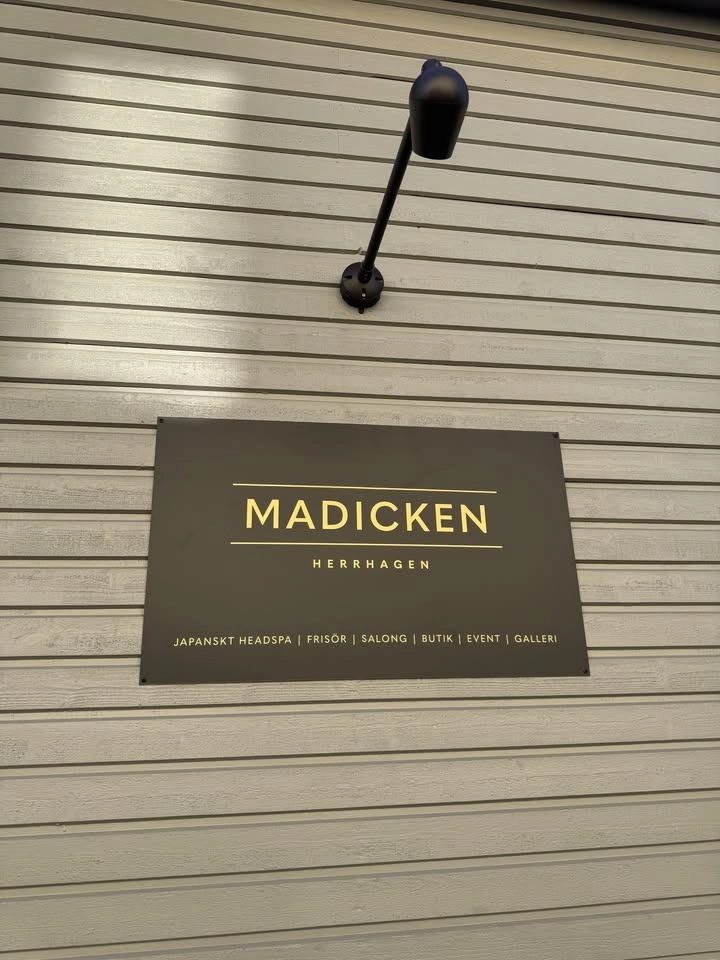 MADICKEN
HERRHAGEN
JAPANSKT HEADSPA | FRISÖR | SALONG | BUTIK | EVENT | GALLERI